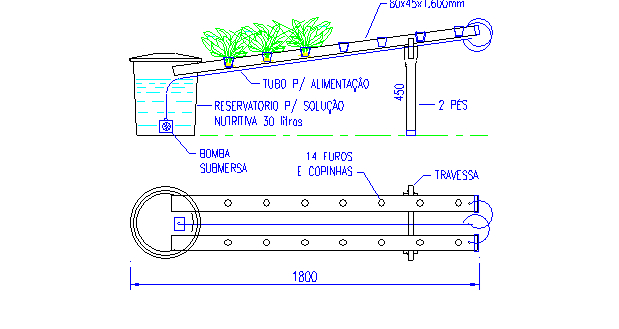 80x45x1.600mm
TUBO P/ ALIMENTAÇÃO
450
RESERVATORIO P/ SOLUÇÃO
NUTRITIVA 30 litros
2 PÉS
BOMBA
SUBMERSA
14 FUROS
E COPINHAS
TRAVESSA
1800